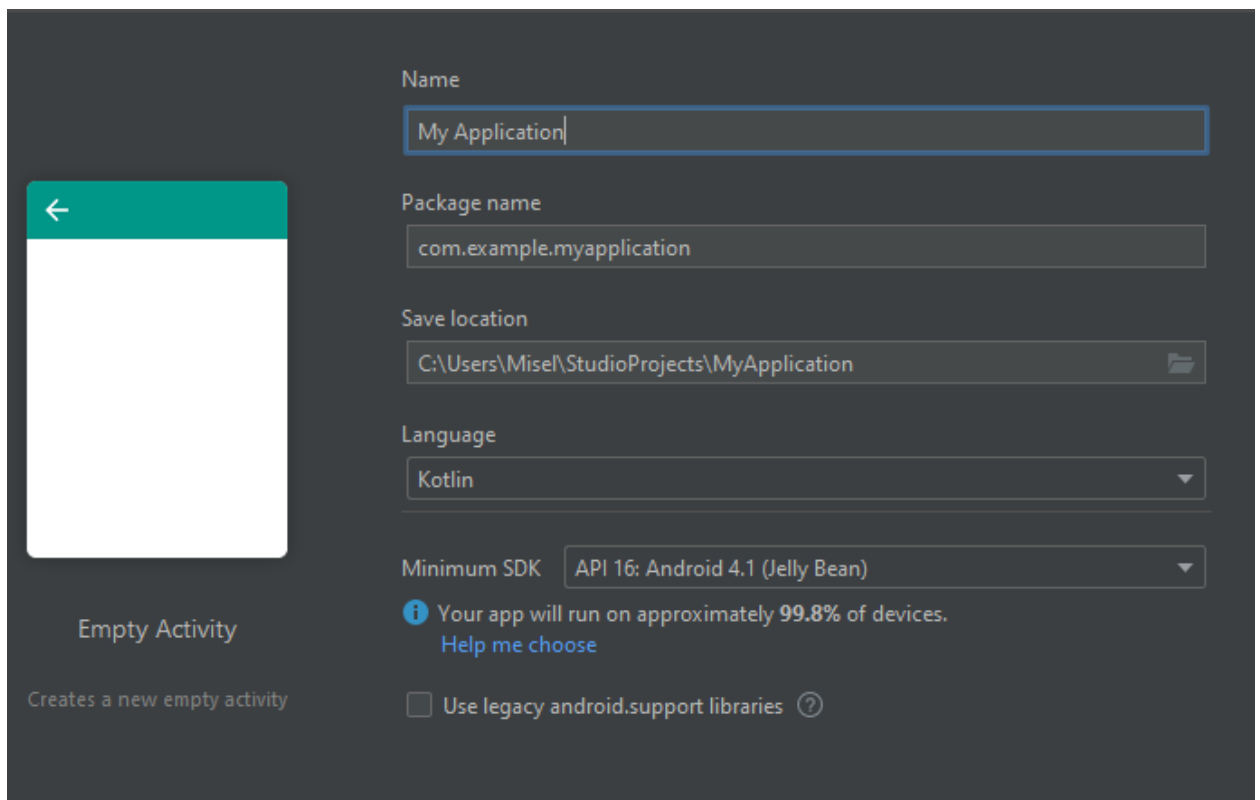 Name
My Application
Package name
com.example.myapplication
Save location
C:\Users\Misel\StudioProjects\MyApplication
Language
Kotlin
Minimum SDK API 16: Android 4.1 (Jelly Bean)
Your app will run on approximately 99.8% of devices.
Help me choose
Use legacy android.support libraries
Empty Activity
Creates a new empty activity